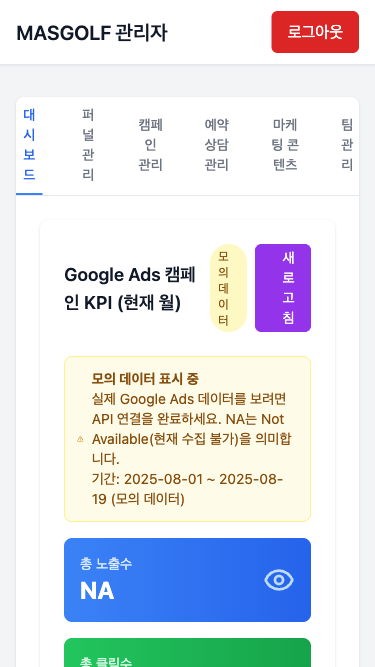 MASGOLF 관리자
로그아웃
대
시
보
드
퍼
널
관
리
캠페
인
관리
예약
상담
관리
마케
팅 콘
텐츠
팀
관
리
Google Ads 캠페
인 KPI (현재 월)
모
의
데
이
터
새
로
고
침
모의 데이터 표시 중
실제 Google Ads 데이터를 보려면
API 연결을 완료하세요. NA는 Not
Available(현재 수집 불가)을 의미합
니다.
기간: 2025-08-01 ~ 2025-08-
19 (모의 데이터)
총 노출수
NA
총 클릭수